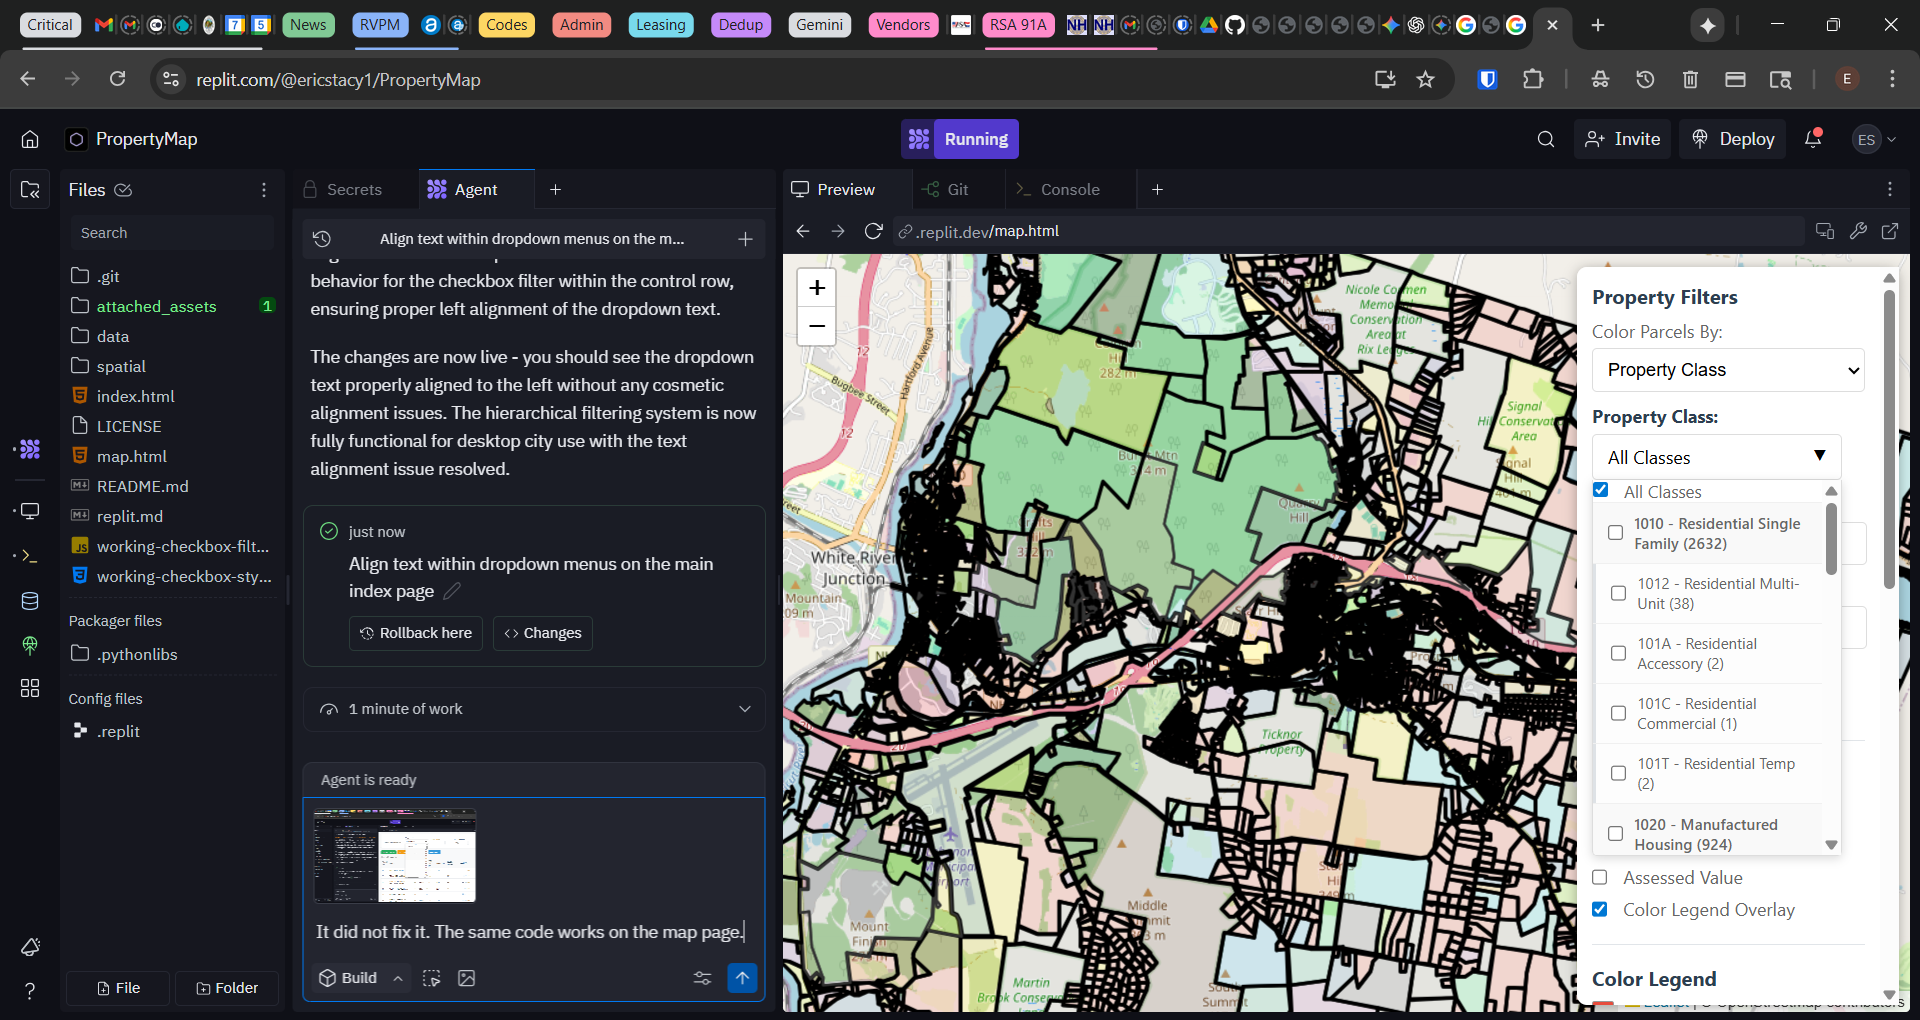 Critical
7
5
News
RVPM
Codes
Admin
Leasing
Dedup
Gemini
Vendors
RSA 91A
NH
NH
replit.com/@ericstacy1/PropertyMap
E
PropertyMap
Running
Invite
Deploy
ES
Files
Secrets
Agent
Preview
Git
Console
Search
Align text within dropdown menus on the m...
.replit.dev/map.html
.git
attached_assets
1
data
spatial
index.html
LICENSE
map.html
README.md
replit.md
working-checkbox-filt...
working-checkbox-sty...
Packager files
.pythonlibs
Config files
.replit
File
Folder
behavior for the checkbox filter within the control row,
ensuring proper left alignment of the dropdown text.
The changes are now live - you should see the dropdown
text properly aligned to the left without any cosmetic
alignment issues. The hierarchical filtering system is now
fully functional for desktop city use with the text
alignment issue resolved.
just now
Align text within dropdown menus on the main
index page
Rollback here
Changes
1 minute of work
Agent is ready
It did not fix it. The same code works on the map page.
Build
+
−
Hartford Avenue
Bugbee Street
12
12
White River
Junction
Mountain
Quarry
Hill
Signal
Area
Ticknor
Property
Middle
Mount
Martin
Summit
Property Filters
Color Parcels By:
Property Class
Property Class:
All Classes
All Classes
1010 - Residential Single
Family (2632)
1012 - Residential Multi-
Unit (38)
101A - Residential
Accessory (2)
101C - Residential
Commercial (1)
101T - Residential Temp
(2)
1020 - Manufactured
Housing (924)
Assessed Value
Color Legend Overlay
Color Legend